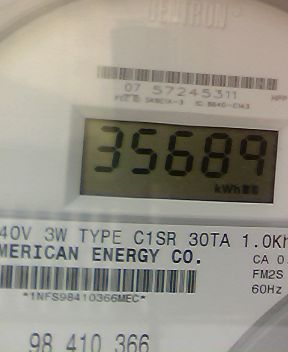 CENTRON®
07 57245311
35689
kWh
40V 3W TYPE C1SR 30TA 1.0Kh
MERICAN ENERGY CO.
CA 0.
FM2S
*1NFS98410366MEC*
60Hz
98 410 366